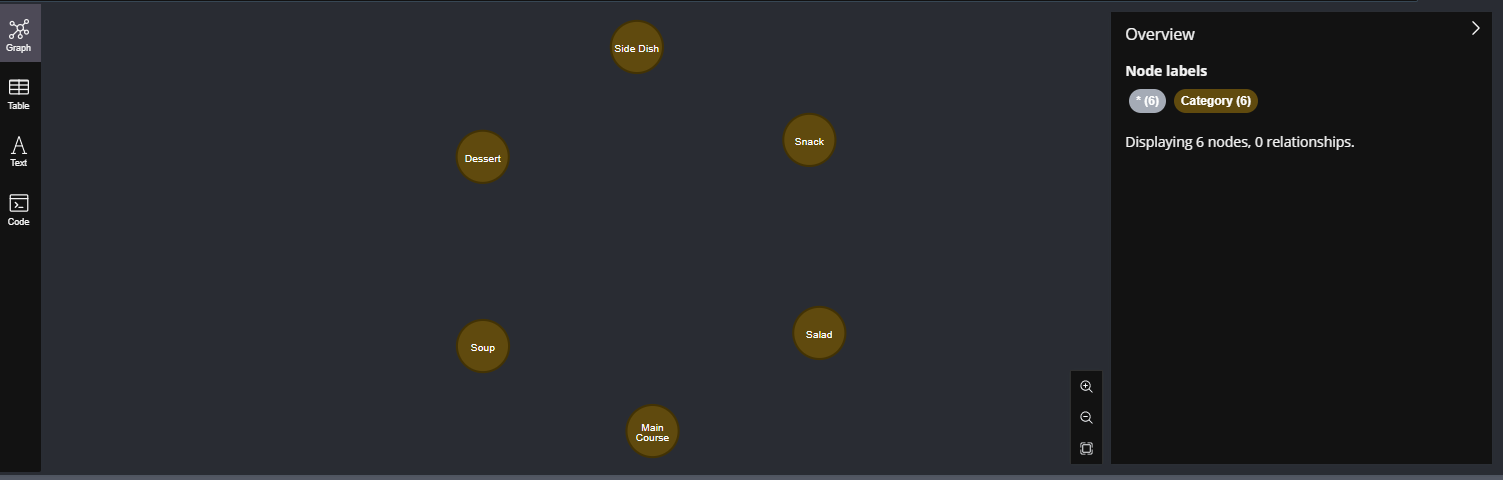 Graph
Table
Text
Code
Side Dish
Snack
Dessert
Salad
Soup
Main
Course
Overview
Node labels
* (6) Category (6)
Displaying 6 nodes, 0 relationships.